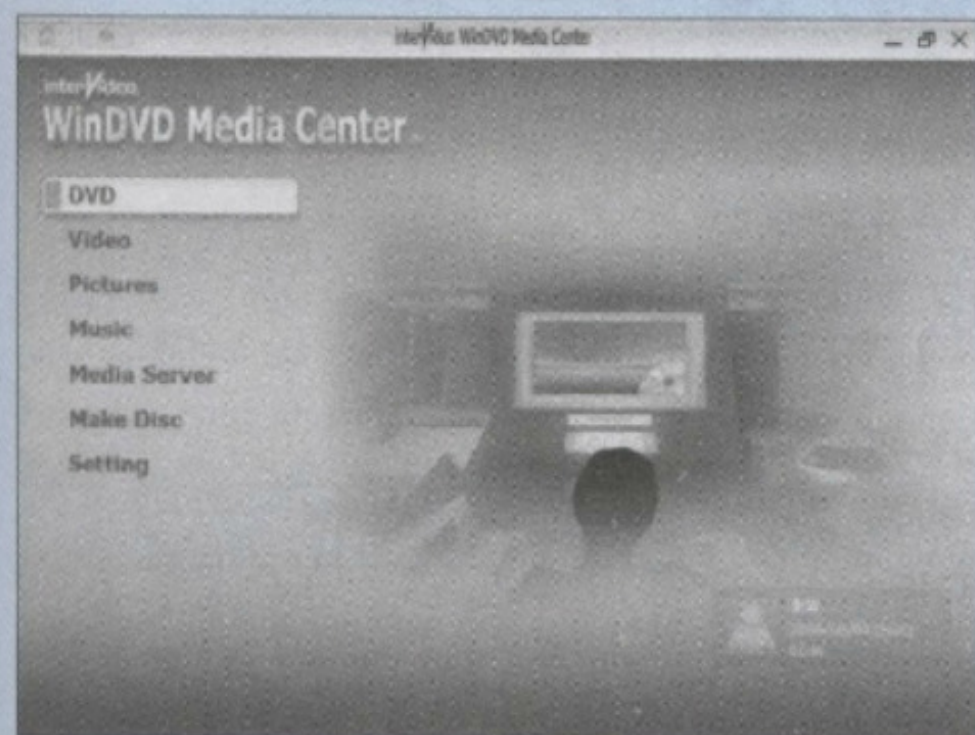 InterVideo WinDVD Media Center
InterVideo
WinDVD Media Center
DVD
Video
Pictures
Music
Media Server
Make Disc
Setting